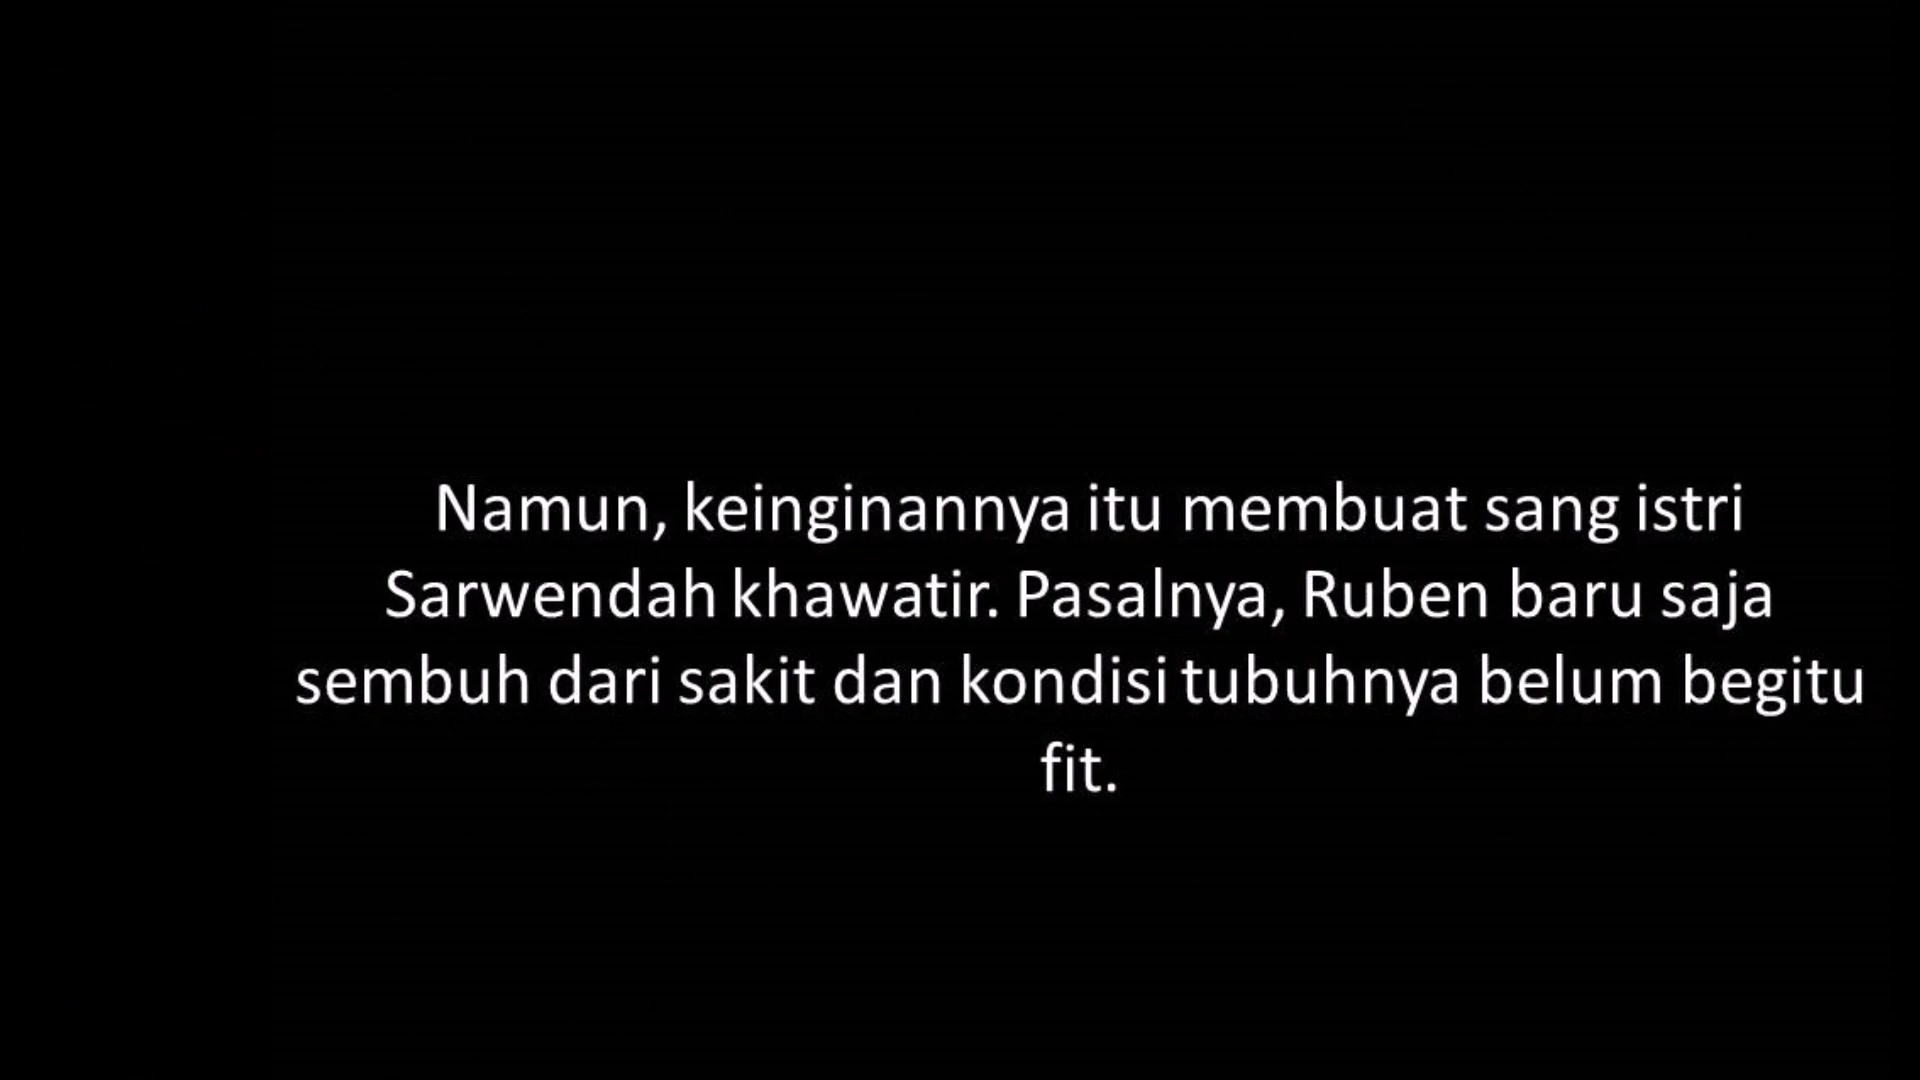 Namun, keinginannya itu membuat sang istri
Sarwendah khawatir. Pasalnya, Ruben baru saja
sembuh dari sakit dan kondisi tubuhnya belum begitu
fit.